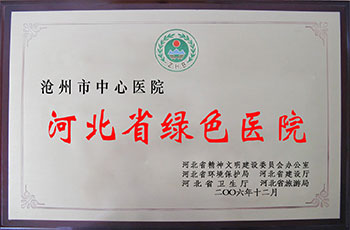 Z.H.B
沧州市中心医院
河北省绿色医院
河北省精神文明建设委员会办公室
河北省环境保护局 河北省建设厅
河北省卫生厅 河北省旅游局
二〇〇六年十二月